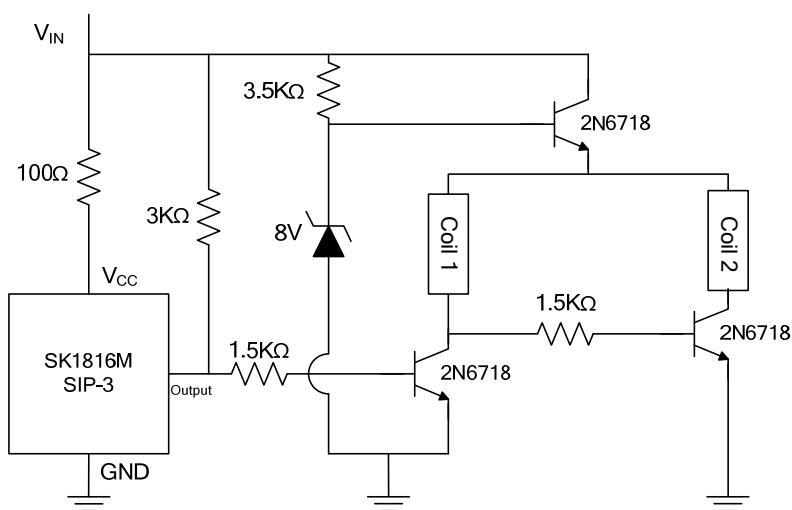 VIN
3.5KΩ
2N6718
100Ω
3KΩ
8V
Coil 1
Coil 2
VCC
1.5KΩ
SK1816M
SIP-3
Output
1.5KΩ
2N6718
2N6718
GND